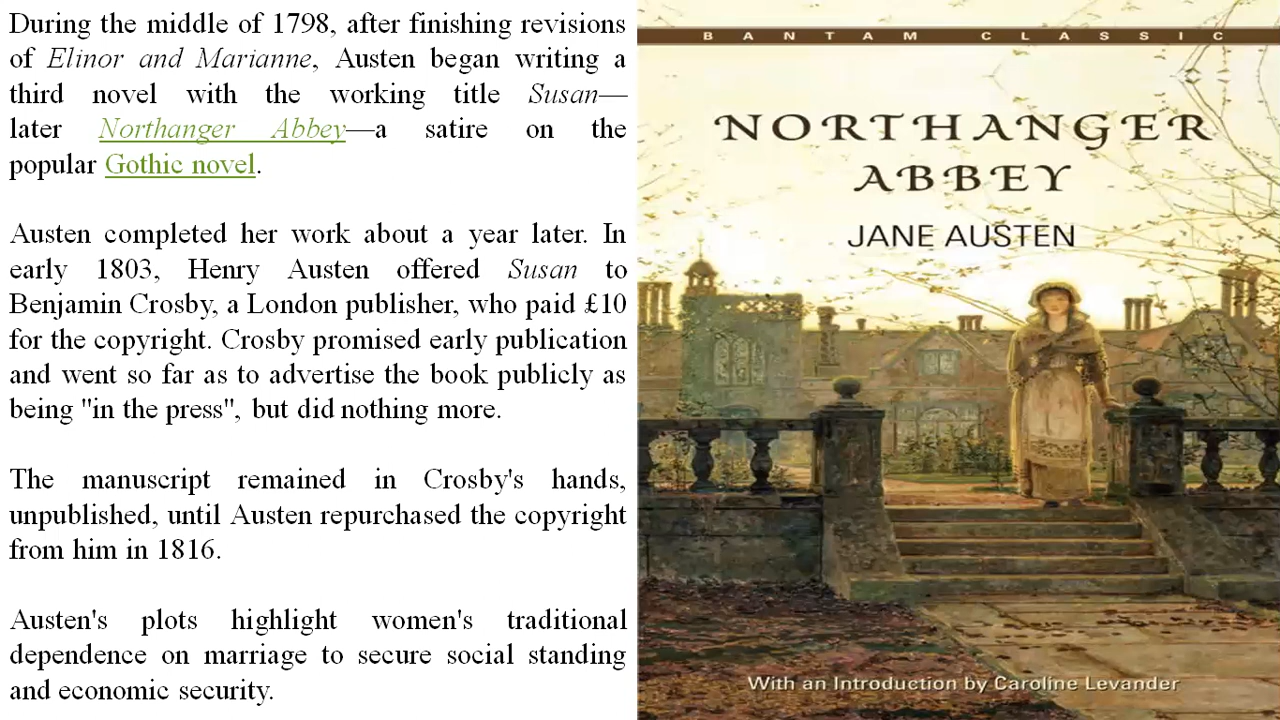 During the middle of 1798, after finishing revisions
of Elinor and Marianne, Austen began writing a
third novel with the working title Susan—
later Northanger Abbey—a satire on the
popular Gothic novel.
Austen completed her work about a year later. In
early 1803, Henry Austen offered Susan to
Benjamin Crosby, a London publisher, who paid £10
for the copyright. Crosby promised early publication
and went so far as to advertise the book publicly as
being "in the press", but did nothing more.
The manuscript remained in Crosby's hands,
unpublished, until Austen repurchased the copyright
from him in 1816.
Austen's plots highlight women's traditional
dependence on marriage to secure social standing
and economic security.
BANTAM CLASSIC
NORTHANGER
ABBEY
JANE AUSTEN
With an Introduction by Caroline Levander